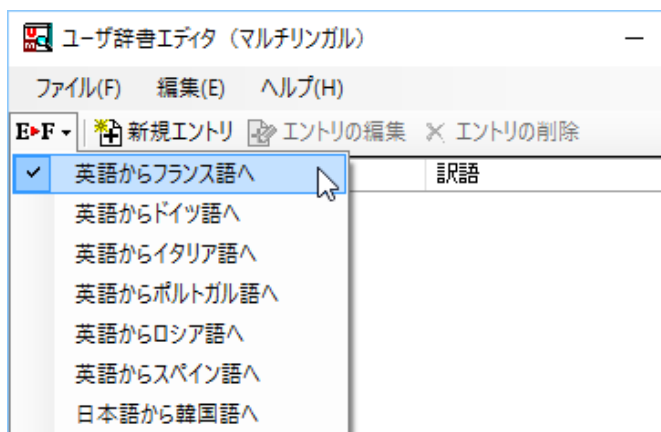 ユーザ辞書エディタ（マルチリンガル）
ファイル(F) 編集(E) ヘルプ(H)
E▸F 新規エントリ エントリの編集 エントリの削除
英語からフランス語へ 訳語
英語からドイツ語へ
英語からイタリア語へ
英語からポルトガル語へ
英語からロシア語へ
英語からスペイン語へ
日本語から韓国語へ